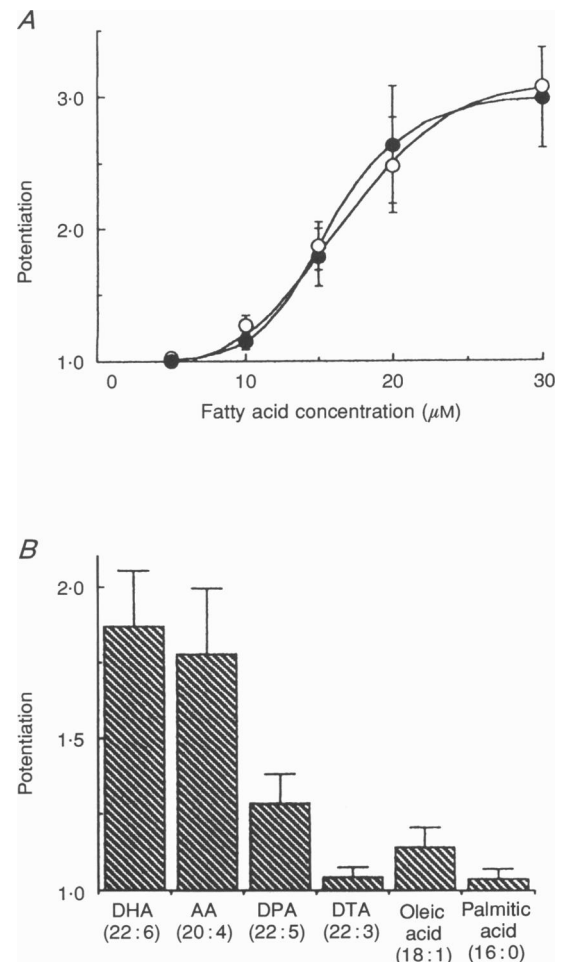 A
3·0
2·0
1·0
Potentiation
0 10 20 30
Fatty acid concentration (μM)
B
2·0
1·5
1·0
Potentiation
DHA (22:6)
AA (20:4)
DPA (22:5)
DTA (22:3)
Oleic acid (18:1)
Palmitic acid (16:0)